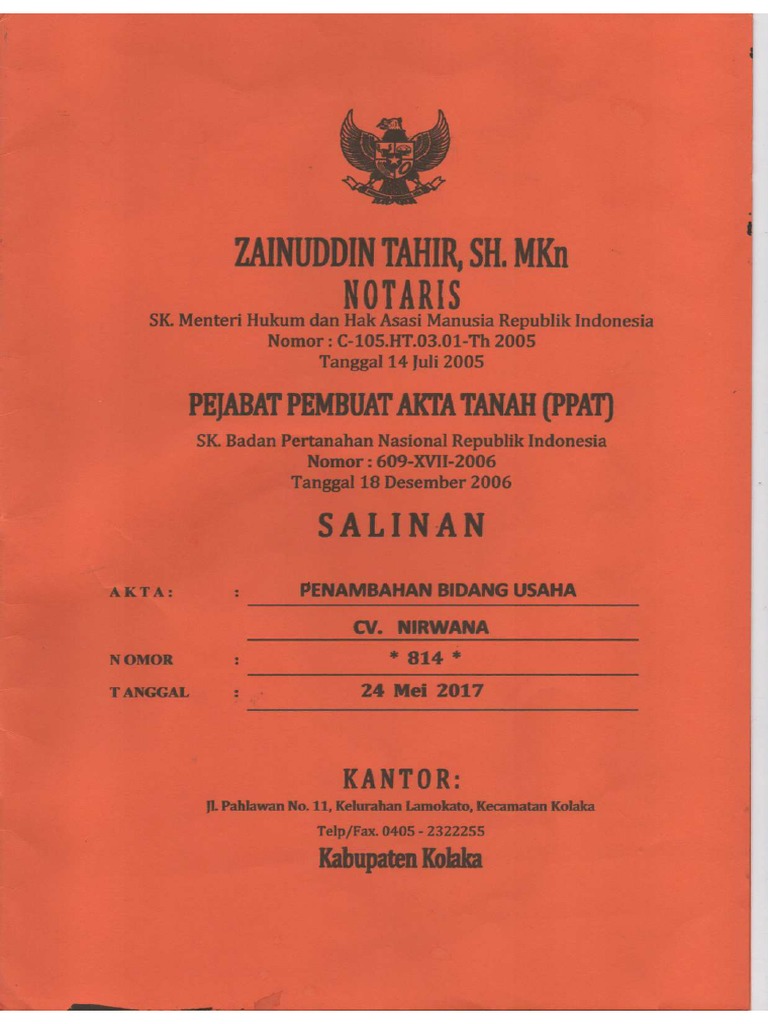 ZAINUDDIN TAHIR, SH. MKn
NOTARIS
SK. Menteri Hukum dan Hak Asasi Manusia Republik Indonesia
Nomor : C-105.HT.03.01-Th 2005
Tanggal 14 Juli 2005
PEJABAT PEMBUAT AKTA TANAH (PPAT)
SK. Badan Pertanahan Nasional Republik Indonesia
Nomor : 609-XVII-2006
Tanggal 18 Desember 2006
SALINAN
AKTA: : PENAMBAHAN BIDANG USAHA
CV. NIRWANA
NOMOR : * 814 *
TANGGAL : 24 Mei 2017
KANTOR:
Jl. Pahlawan No. 11, Kelurahan Lamokato, Kecamatan Kolaka
Telp/Fax. 0405 - 2322255
Kabupaten Kolaka